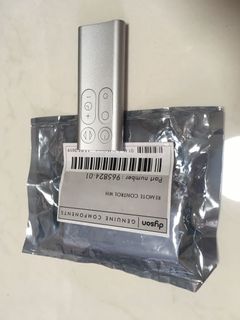 dyson
GENUINE COMPONENTS
REMOTE CONTROL WH
Part number : 965824 01